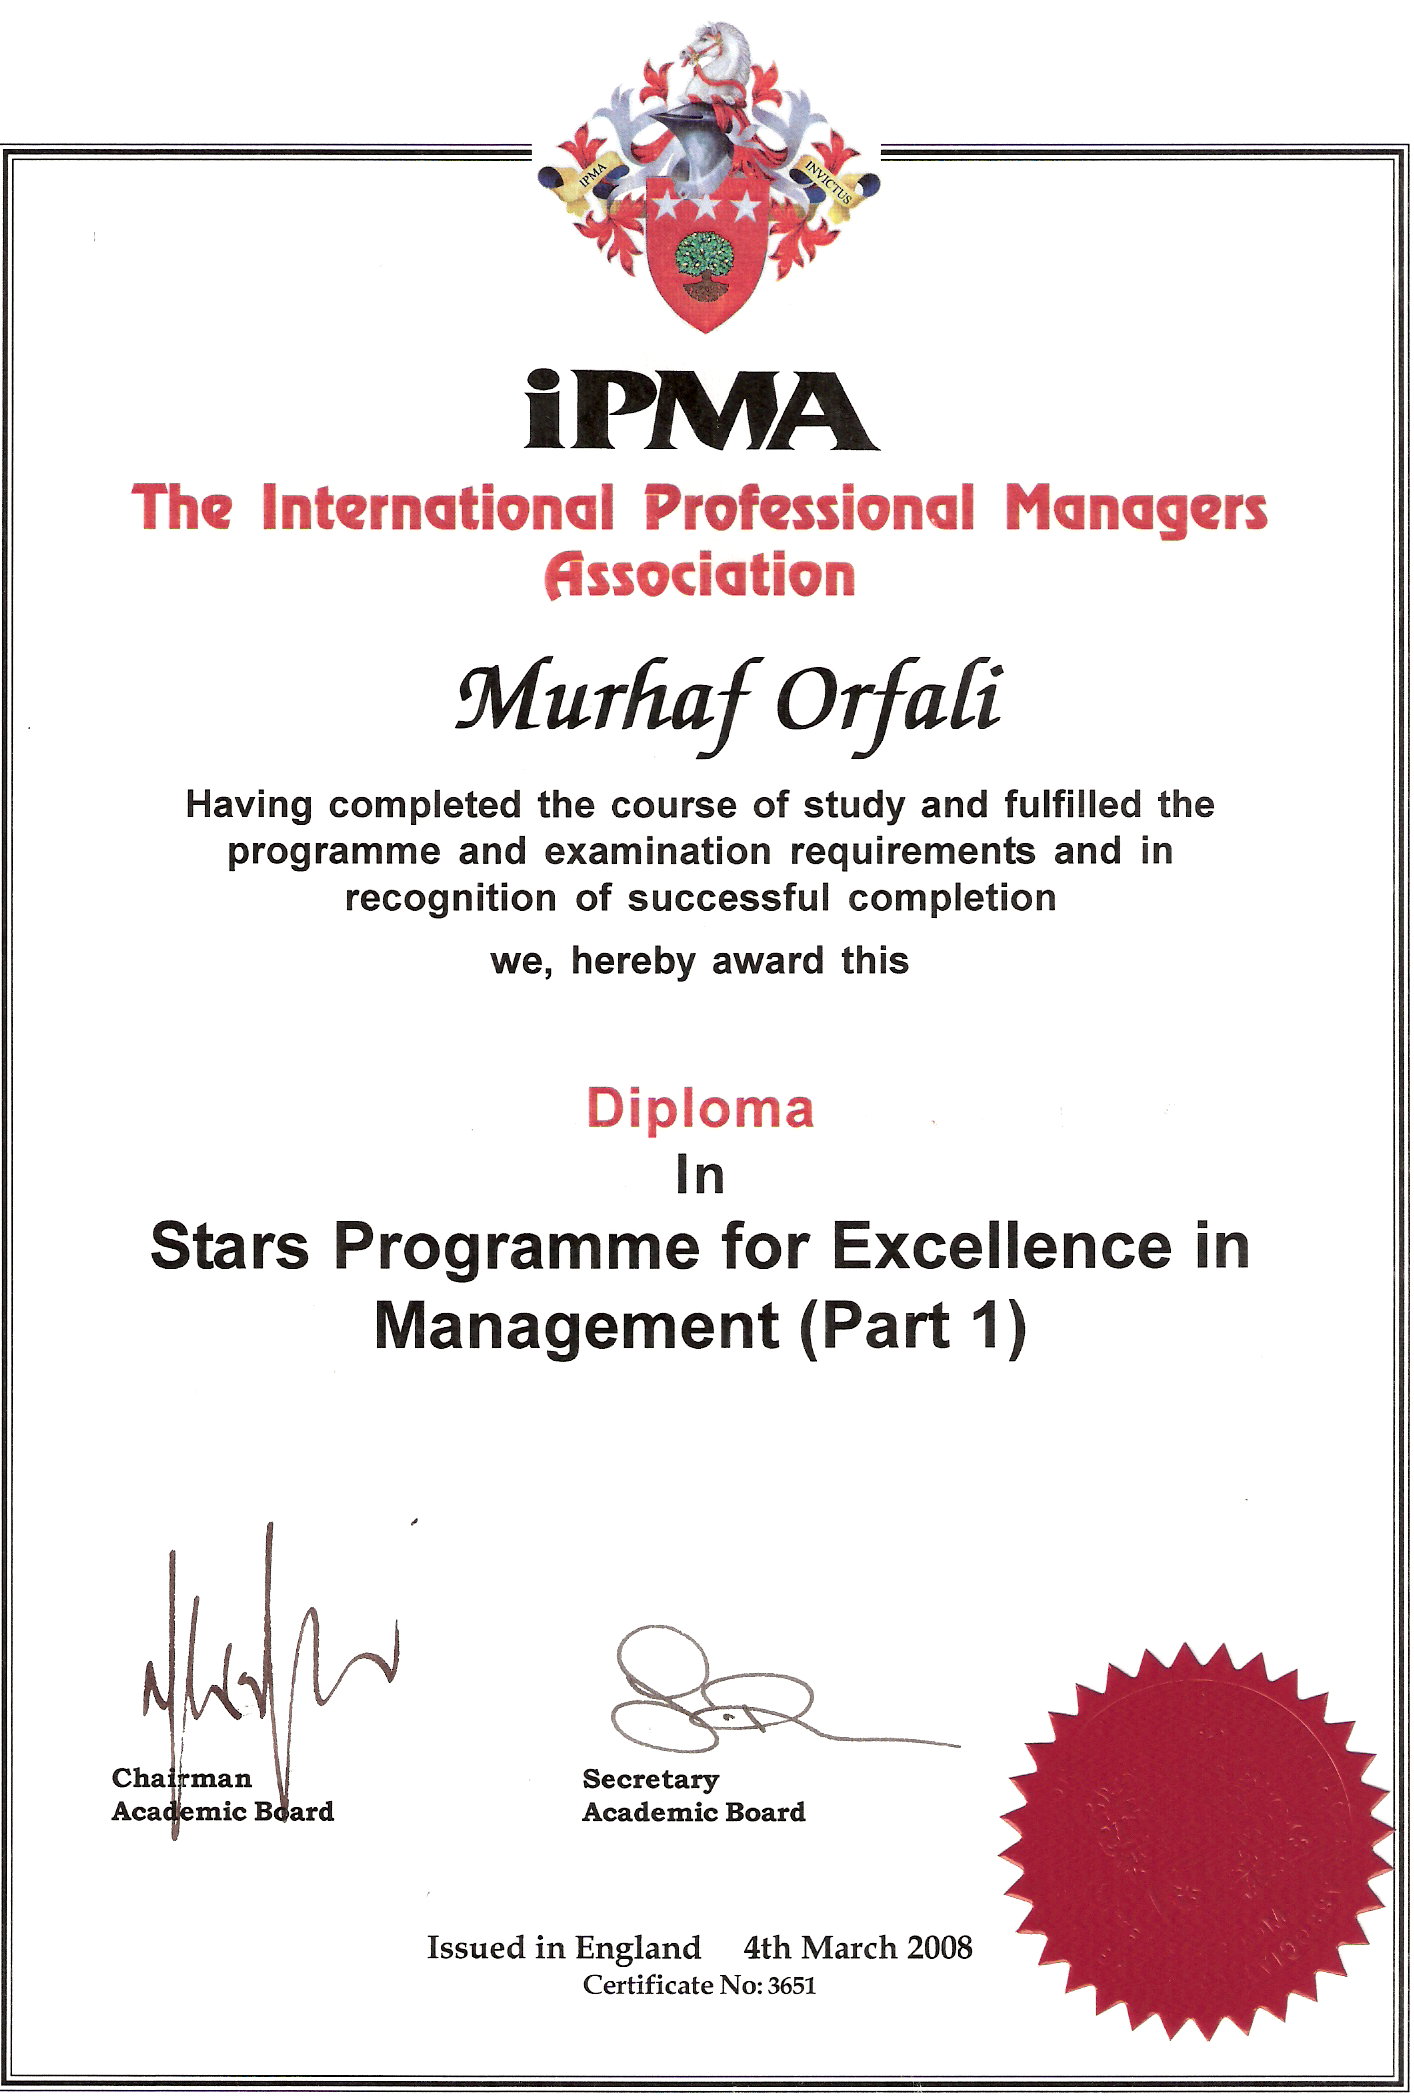 IPMA
INVICTUS
iPMA
The International Professional Managers
Association
Murhaf Orfali
Having completed the course of study and fulfilled the
programme and examination requirements and in
recognition of successful completion
we, hereby award this
Diploma
In
Stars Programme for Excellence in
Management (Part 1)
Chairman
Academic Board
Secretary
Academic Board
Issued in England 4th March 2008
Certificate No: 3651